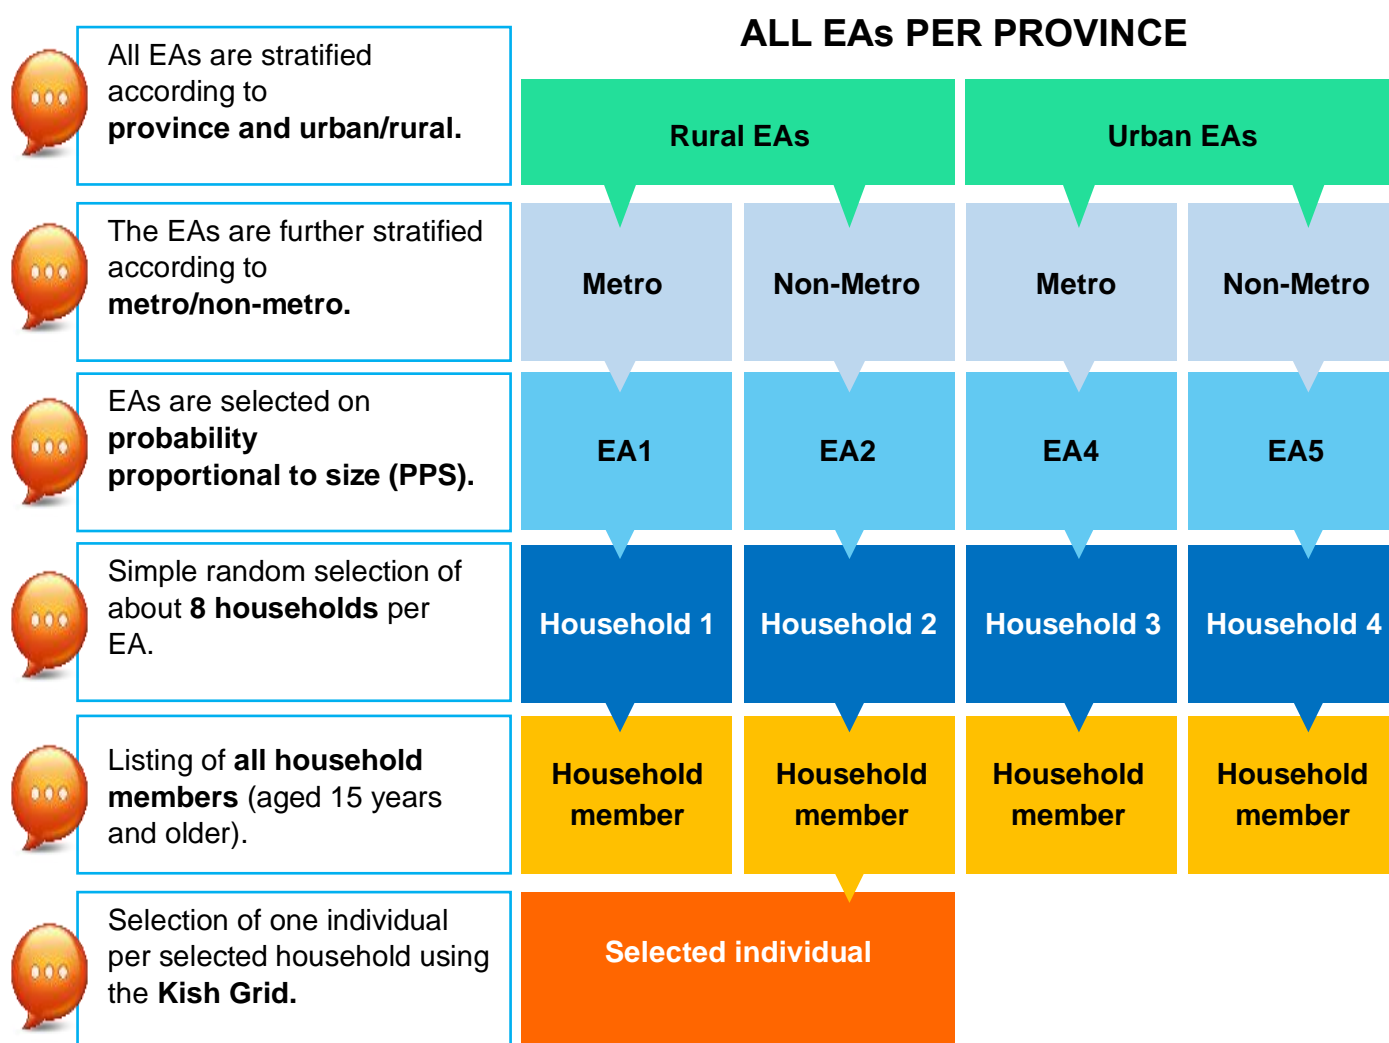 ALL EAs PER PROVINCE
All EAs are stratified
according to
province and urban/rural.
Rural EAs
Urban EAs
The EAs are further stratified
according to
metro/non-metro.
Metro
Non-Metro
Metro
Non-Metro
EAs are selected on
probability
proportional to size (PPS).
EA1
EA2
EA4
EA5
Simple random selection of
about 8 households per
EA.
Household 1
Household 2
Household 3
Household 4
Listing of all household
members (aged 15 years
and older).
Household
member
Household
member
Household
member
Household
member
Selection of one individual
per selected household using
the Kish Grid.
Selected individual